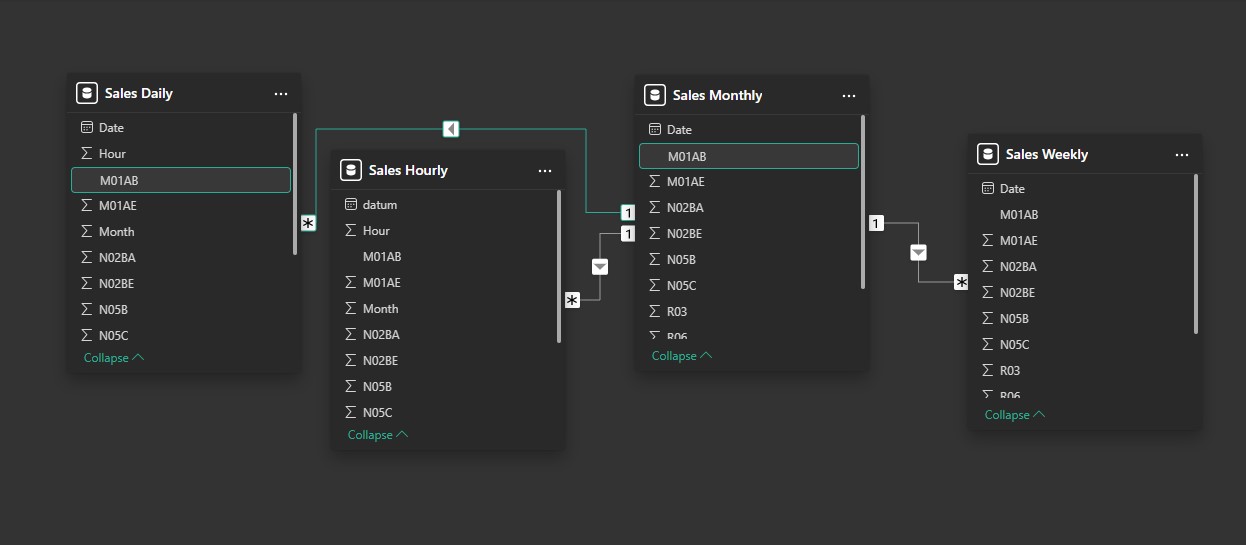 Sales Daily
Date
Hour
M01AB
M01AE
Month
N02BA
N02BE
N05B
N05C
Collapse
*
Sales Hourly
datum
Hour
M01AB
M01AE
Month
N02BA
N02BE
N05B
N05C
Collapse
*
1
1
Sales Monthly
Date
M01AB
M01AE
N02BA
N02BE
N05B
N05C
R03
R06
Collapse
1
*
Sales Weekly
Date
M01AB
M01AE
N02BA
N02BE
N05B
N05C
R03
R06
Collapse